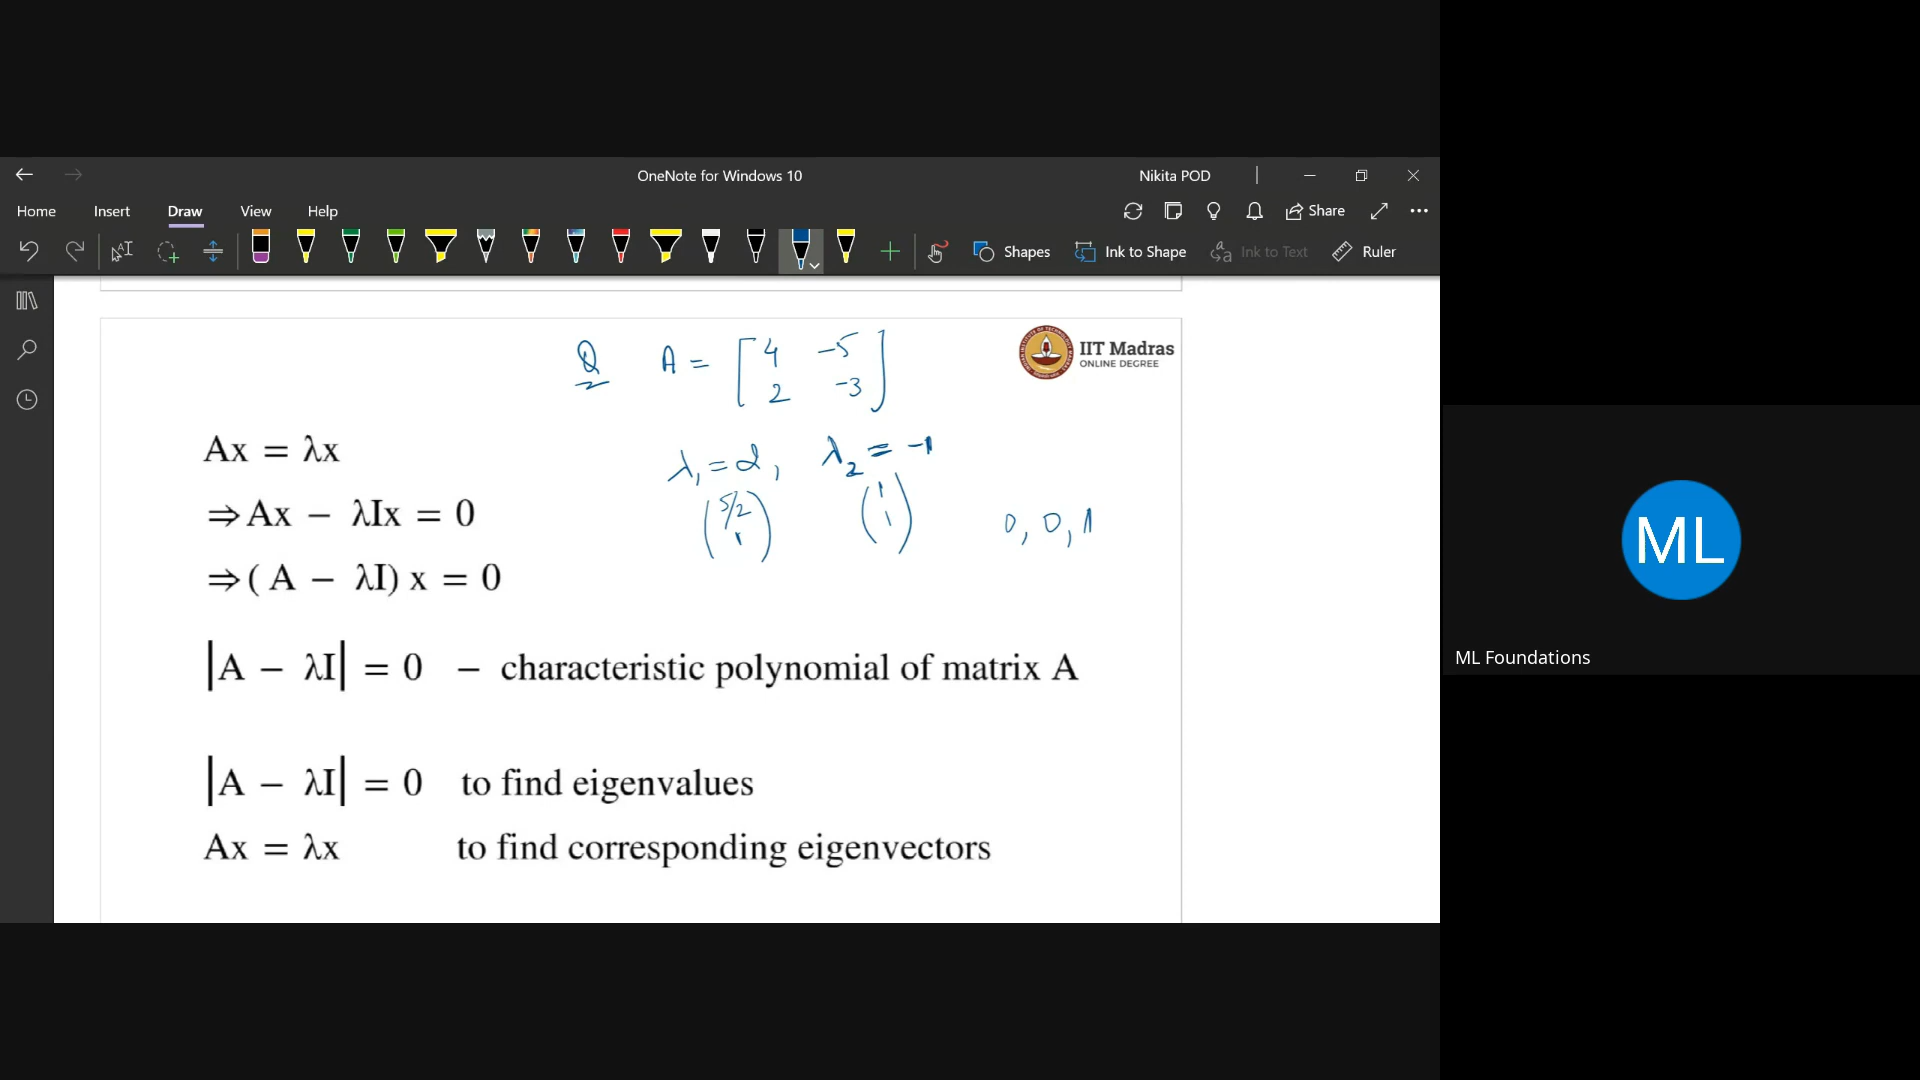 OneNote for Windows 10
Nikita POD
Home Insert Draw View Help
Share
Shapes Ink to Shape Ink to Text Ruler
Q A = [4 -5
2 -3]
IIT Madras
ONLINE DEGREE
Ax = λx
λ₁ = 2, λ₂ = -1
(5/2
1)
(1
1)
0, 0, 1
⇒Ax − λIx = 0
⇒( A − λI) x = 0
|A − λI| = 0 − characteristic polynomial of matrix A
|A − λI| = 0 to find eigenvalues
Ax = λx to find corresponding eigenvectors
ML
ML Foundations